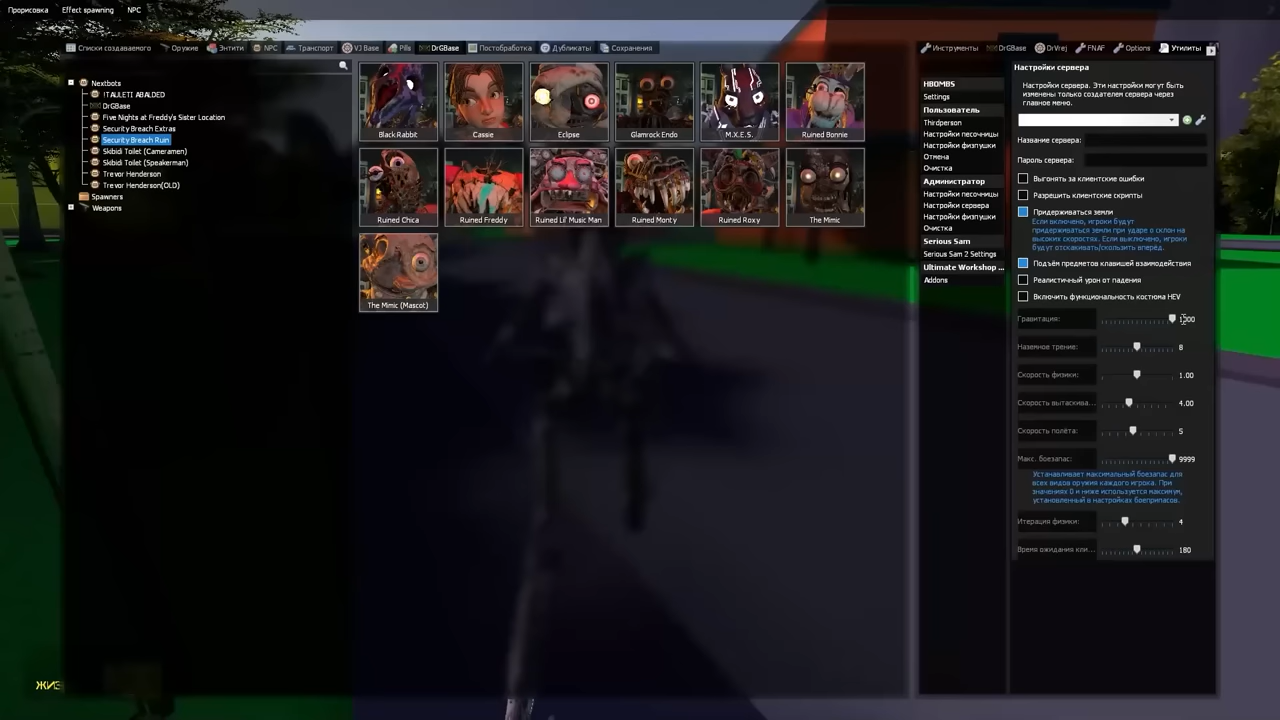 Прорисовка Effect spawning NPC
Списки создаваемого Оружие Энтити NPC Транспорт VJ Base Pills DrGBase Постобработка Дубликаты Сохранения
Nextbots
!TAULETI ABALDED
DrGBase
Five Nights at Freddy's Sister Location
Security Breach Extras
Security Breach Ruin
Skibidi Toilet (Cameramen)
Skibidi Toilet (Speakerman)
Trevor Henderson
Trevor Henderson(OLD)
Spawners
Weapons
Black Rabbit Cassie Eclipse Glamrock Endo M.X.E.S. Ruined Bonnie
Ruined Chica Ruined Freddy Ruined Lil' Music Man Ruined Monty Ruined Roxy The Mimic
The Mimic (Mascot)
Инструменты DrGBase DrVrej FNAF Options Утилиты
HBOMBS
Settings
Пользователь
Thirdperson
Настройки песочницы
Настройки физпушки
Отмена
Очистка
Администратор
Настройки песочницы
Настройки сервера
Настройки физпушки
Очистка
Serious Sam
Serious Sam 2 Settings
Ultimate Workshop ...
Addons
Настройки сервера
Настройки сервера. Эти настройки могут быть
изменены только создателем сервера через
главное меню.
Название сервера:
Пароль сервера:
Выгонять за клиентские ошибки
Разрешить клиентские скрипты
Придерживаться земли
Если включено, игроки будут
придерживаться земли при ударе о склон на
высоких скоростях. Если выключено, игроки
будут отскакивать/скользить вперёд.
Подъём предметов клавишей взаимодействия
Реалистичный урон от падения
Включить функциональность костюма HEV
Гравитация:
Наземное трение: 8
Скорость физики: 1.00
Скорость вытаскива... 4.00
Скорость полёта: 5
Макс. боезапас: 9999
Устанавливает максимальный боезапас для
всех видов оружия каждого игрока. При
значениях 0 и ниже используется максимум,
установленный в настройках боеприпасов.
Итерация физики: 4
Время ожидания кли... 180